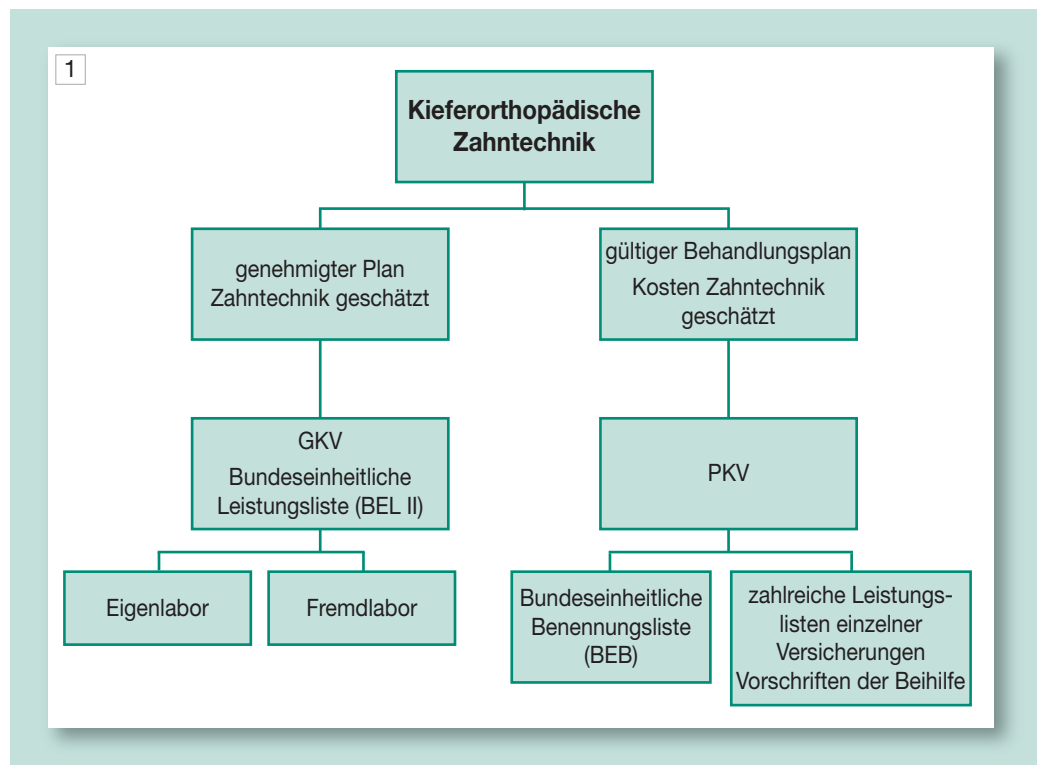 1
Kieferorthopädische
Zahntechnik
genehmigter Plan
Zahntechnik geschätzt
gültiger Behandlungsplan
Kosten Zahntechnik
geschätzt
GKV
Bundeseinheitliche
Leistungsliste (BEL II)
PKV
Eigenlabor
Fremdlabor
Bundeseinheitliche
Benennungsliste
(BEB)
zahlreiche Leistungs-
listen einzelner
Versicherungen
Vorschriften der Beihilfe